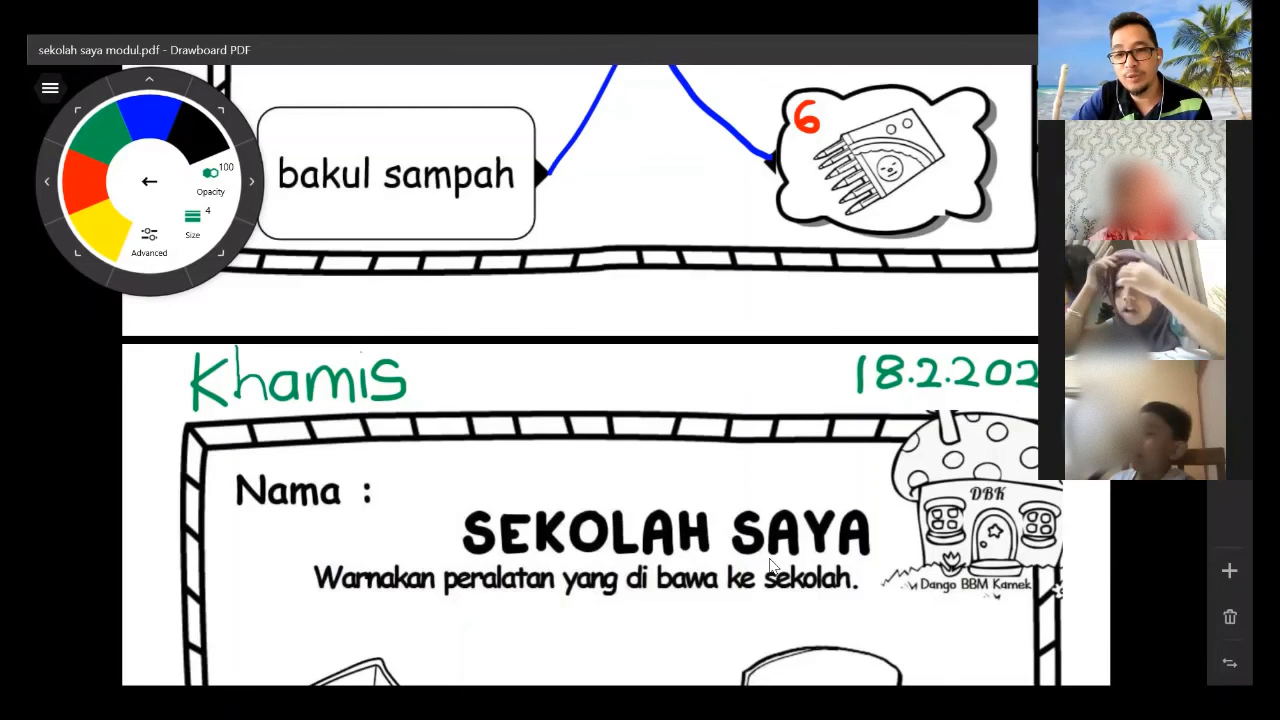 sekolah saya modul.pdf - Drawboard PDF
100
Opacity
4
Size
Advanced
bakul sampah
6
Khamis
18.2.202
Nama :
DBK
SEKOLAH SAYA
Warnakan peralatan yang di bawa ke sekolah.
Dango BBM Kamek